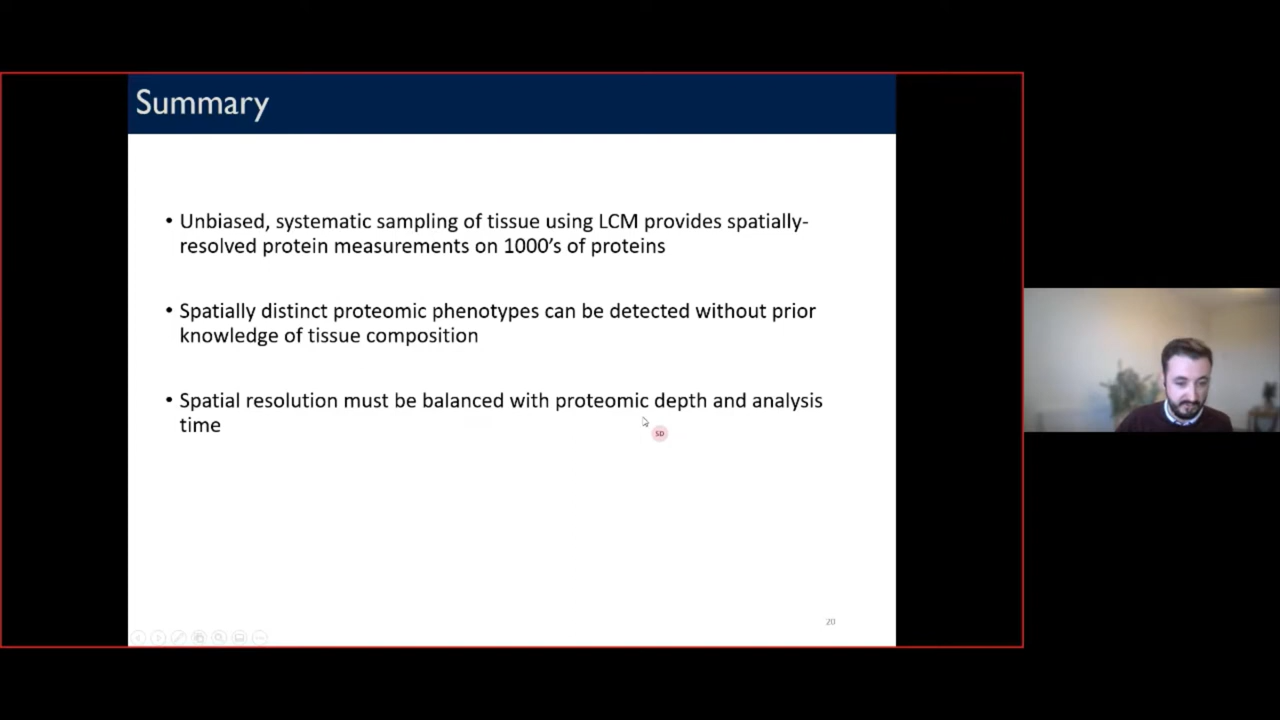 Summary
• Unbiased, systematic sampling of tissue using LCM provides spatially-
resolved protein measurements on 1000's of proteins
• Spatially distinct proteomic phenotypes can be detected without prior
knowledge of tissue composition
• Spatial resolution must be balanced with proteomic depth and analysis
time
SD
20